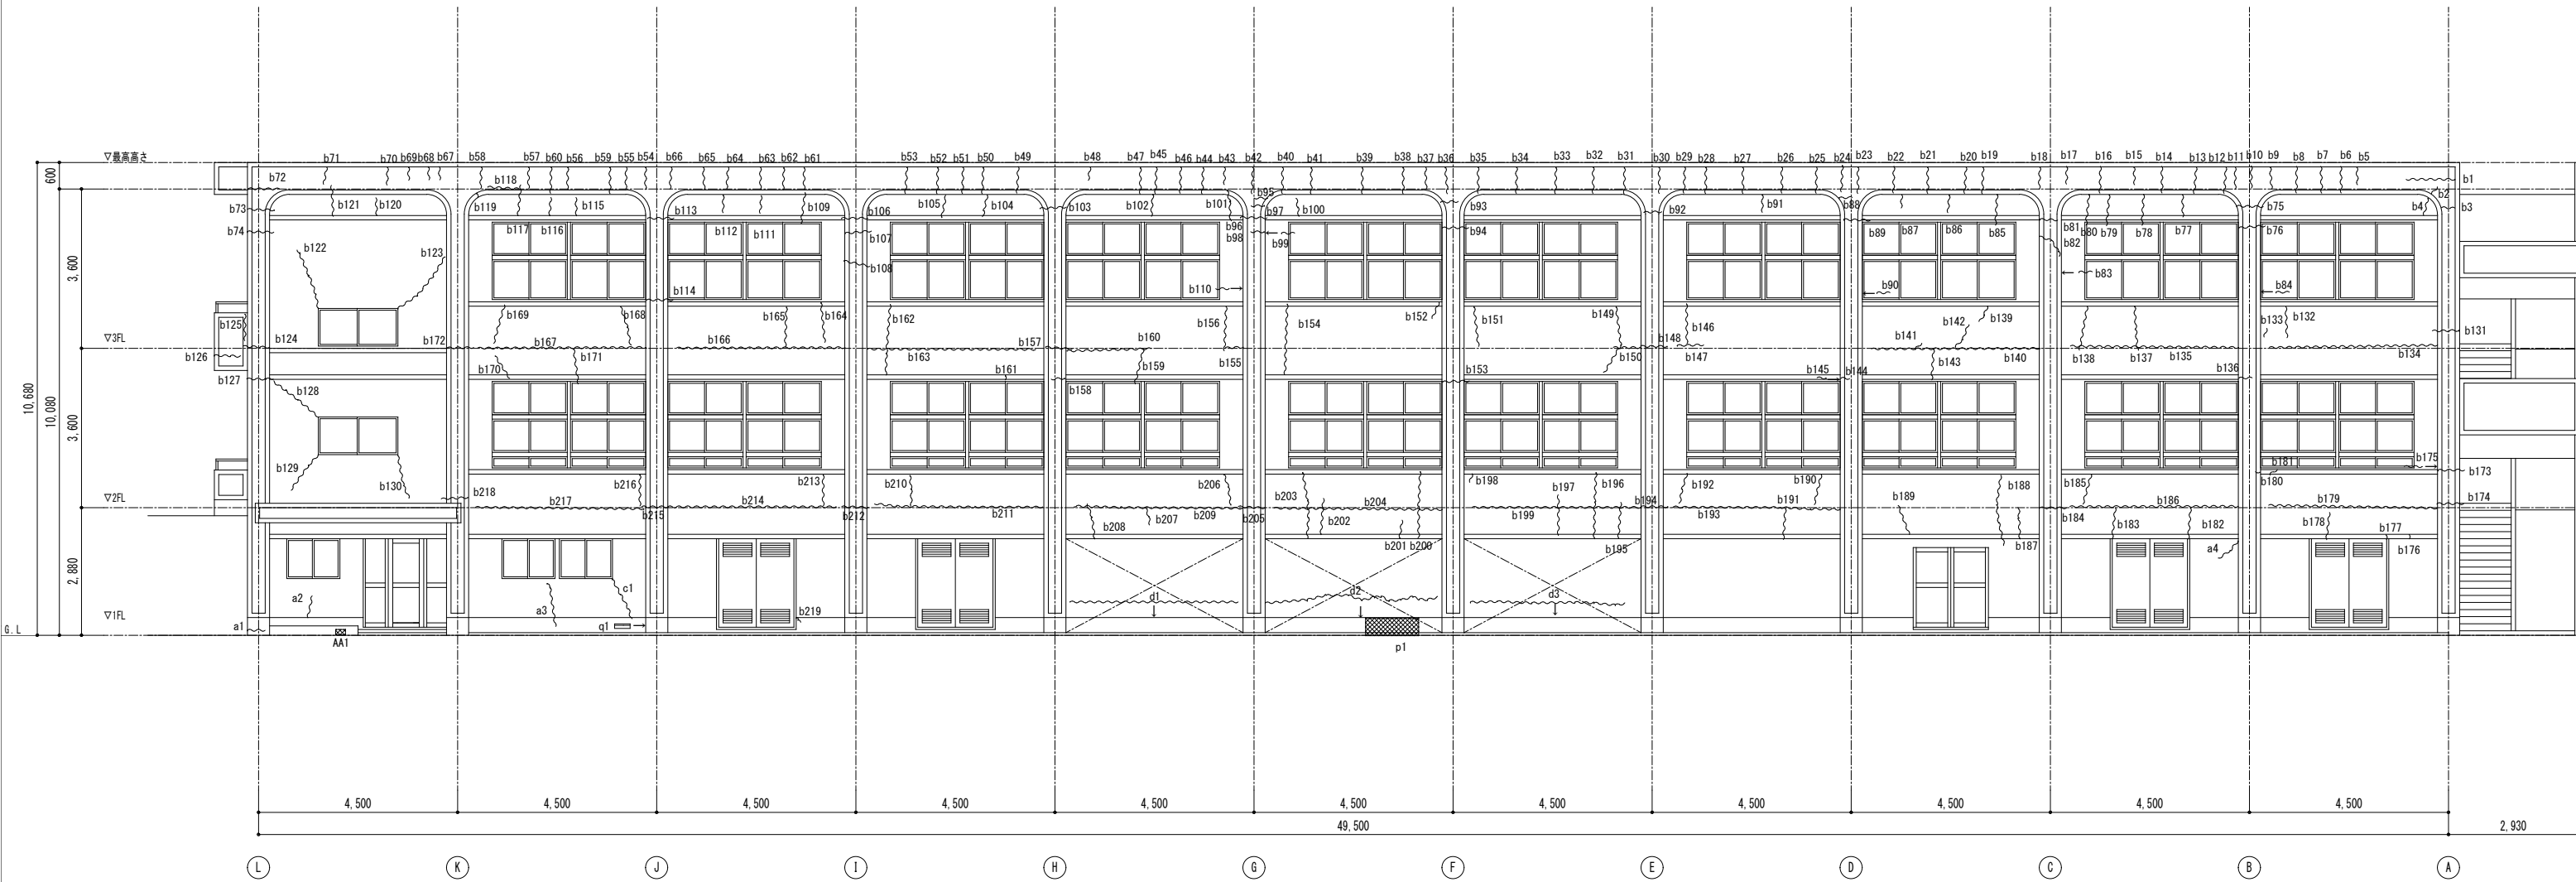 ▽最高高さ
b71 b70 b69 b68 b67 b58 b57 b60 b56 b59 b55 b54 b66 b65 b64 b63 b62 b61 b53 b52 b51 b50 b49 b48 b47 b45 b46 b44 b43 b42 b40 b41 b39 b38 b37 b36 b35 b34 b33 b32 b31 b30 b29 b28 b27 b26 b25 b24 b23 b22 b21 b20 b19 b18 b17 b16 b15 b14 b13 b12 b11 b10 b9 b8 b7 b6 b5
600
b72 b118 b95 b1
b2
b73 b121 b120 b119 b115 b113 b109 b106 b105 b104 b103 b102 b101 b97 b100 b93 b92 b91 b88 b75 b4 b3
b74 b117 b116 b112 b111 b107 b96 b98 b99 b94 b89 b87 b86 b85 b81 b80 b79 b78 b77 b76
b122 b123 b82
3,600
b108 b83
b114 b110 b90 b84
b125 b169 b168 b165 b164 b162 b156 b154 b152 b151 b149 b146 b142 b139 b133 b132 b131
▽3FL
b124 b172 b167 b166 b157 b160 b148 b141
b126 b171 b163 b159 b155 b150 b147 b143 b140 b138 b137 b135 b134
b170 b161 b153 b145 b144 b136
b127
b128 b158
10,680
10,080
3,600
b129 b181 b175 b173
b130 b216 b213 b210 b206 b198 b197 b196 b192 b190 b188 b185 b180
▽2FL
b218 b217 b214 b203 b204 b194 b191 b189 b186 b179 b174
b215 b212 b211 b208 b207 b209 b205 b202 b199 b193 b184 b183 b182 b178 b177
b201 b200 b195 b187 a4 b176
2,880
a2 a3 c1 d1 d2 d3
▽1FL
b219
G.L
a1 q1
AA1 p1
4,500 4,500 4,500 4,500 4,500 4,500 4,500 4,500 4,500 4,500 4,500
49,500 2,930
L K J I H G F E D C B A